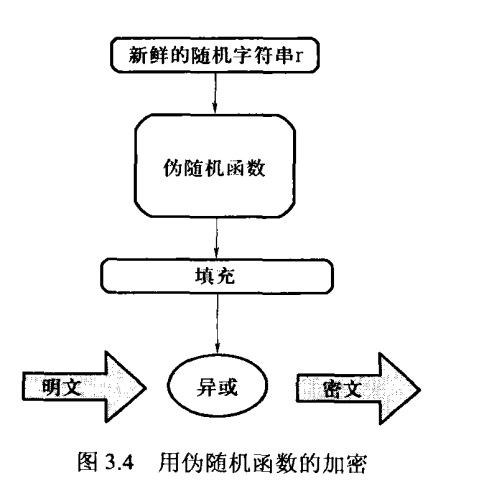 新鲜的随机字符串r
伪随机函数
填充
明文
异或
密文
图 3.4 用伪随机函数的加密